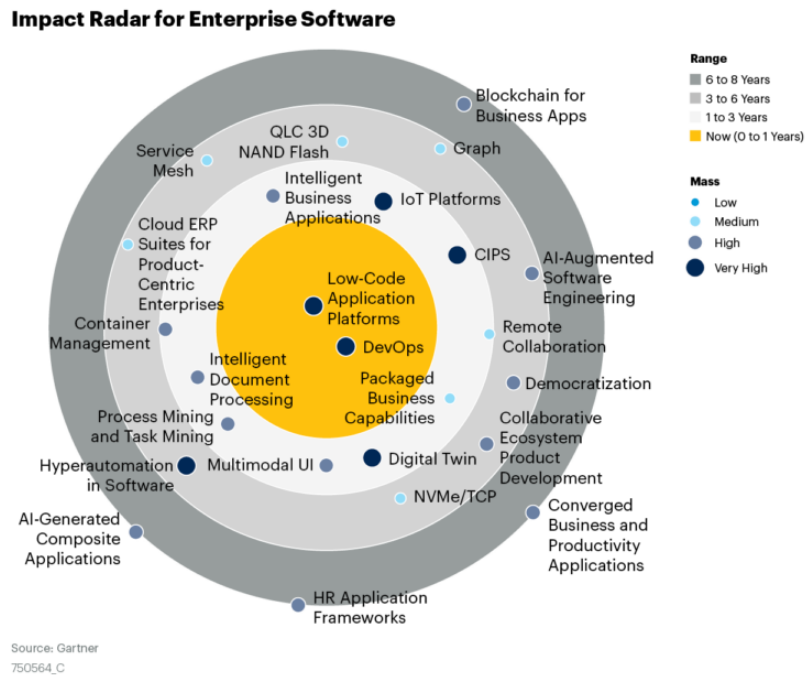 Impact Radar for Enterprise Software
Range
6 to 8 Years
3 to 6 Years
1 to 3 Years
Now (0 to 1 Years)
Mass
Low
Medium
High
Very High
Blockchain for
Business Apps
QLC 3D
NAND Flash
Graph
Service
Mesh
Intelligent
Business
Applications
IoT Platforms
Cloud ERP
Suites for
Product-
Centric
Enterprises
CIPS
AI-Augmented
Software
Engineering
Low-Code
Application
Platforms
Container
Management
DevOps
Remote
Collaboration
Intelligent
Document
Processing
Packaged
Business
Capabilities
Democratization
Process Mining
and Task Mining
Collaborative
Ecosystem
Product
Development
Hyperautomation
in Software
Multimodal UI
Digital Twin
NVMe/TCP
AI-Generated
Composite
Applications
Converged
Business and
Productivity
Applications
HR Application
Frameworks
Source: Gartner
750564_C